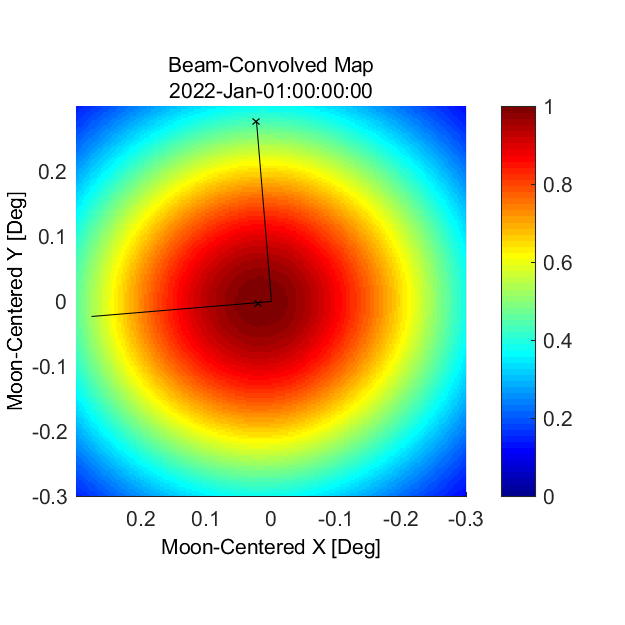 Beam-Convolved Map
2022-Jan-01:00:00:00
Moon-Centered Y [Deg]
0.2
0.1
0
-0.1
-0.2
-0.3
0.2 0.1 0 -0.1 -0.2 -0.3
Moon-Centered X [Deg]
1
0.8
0.6
0.4
0.2
0